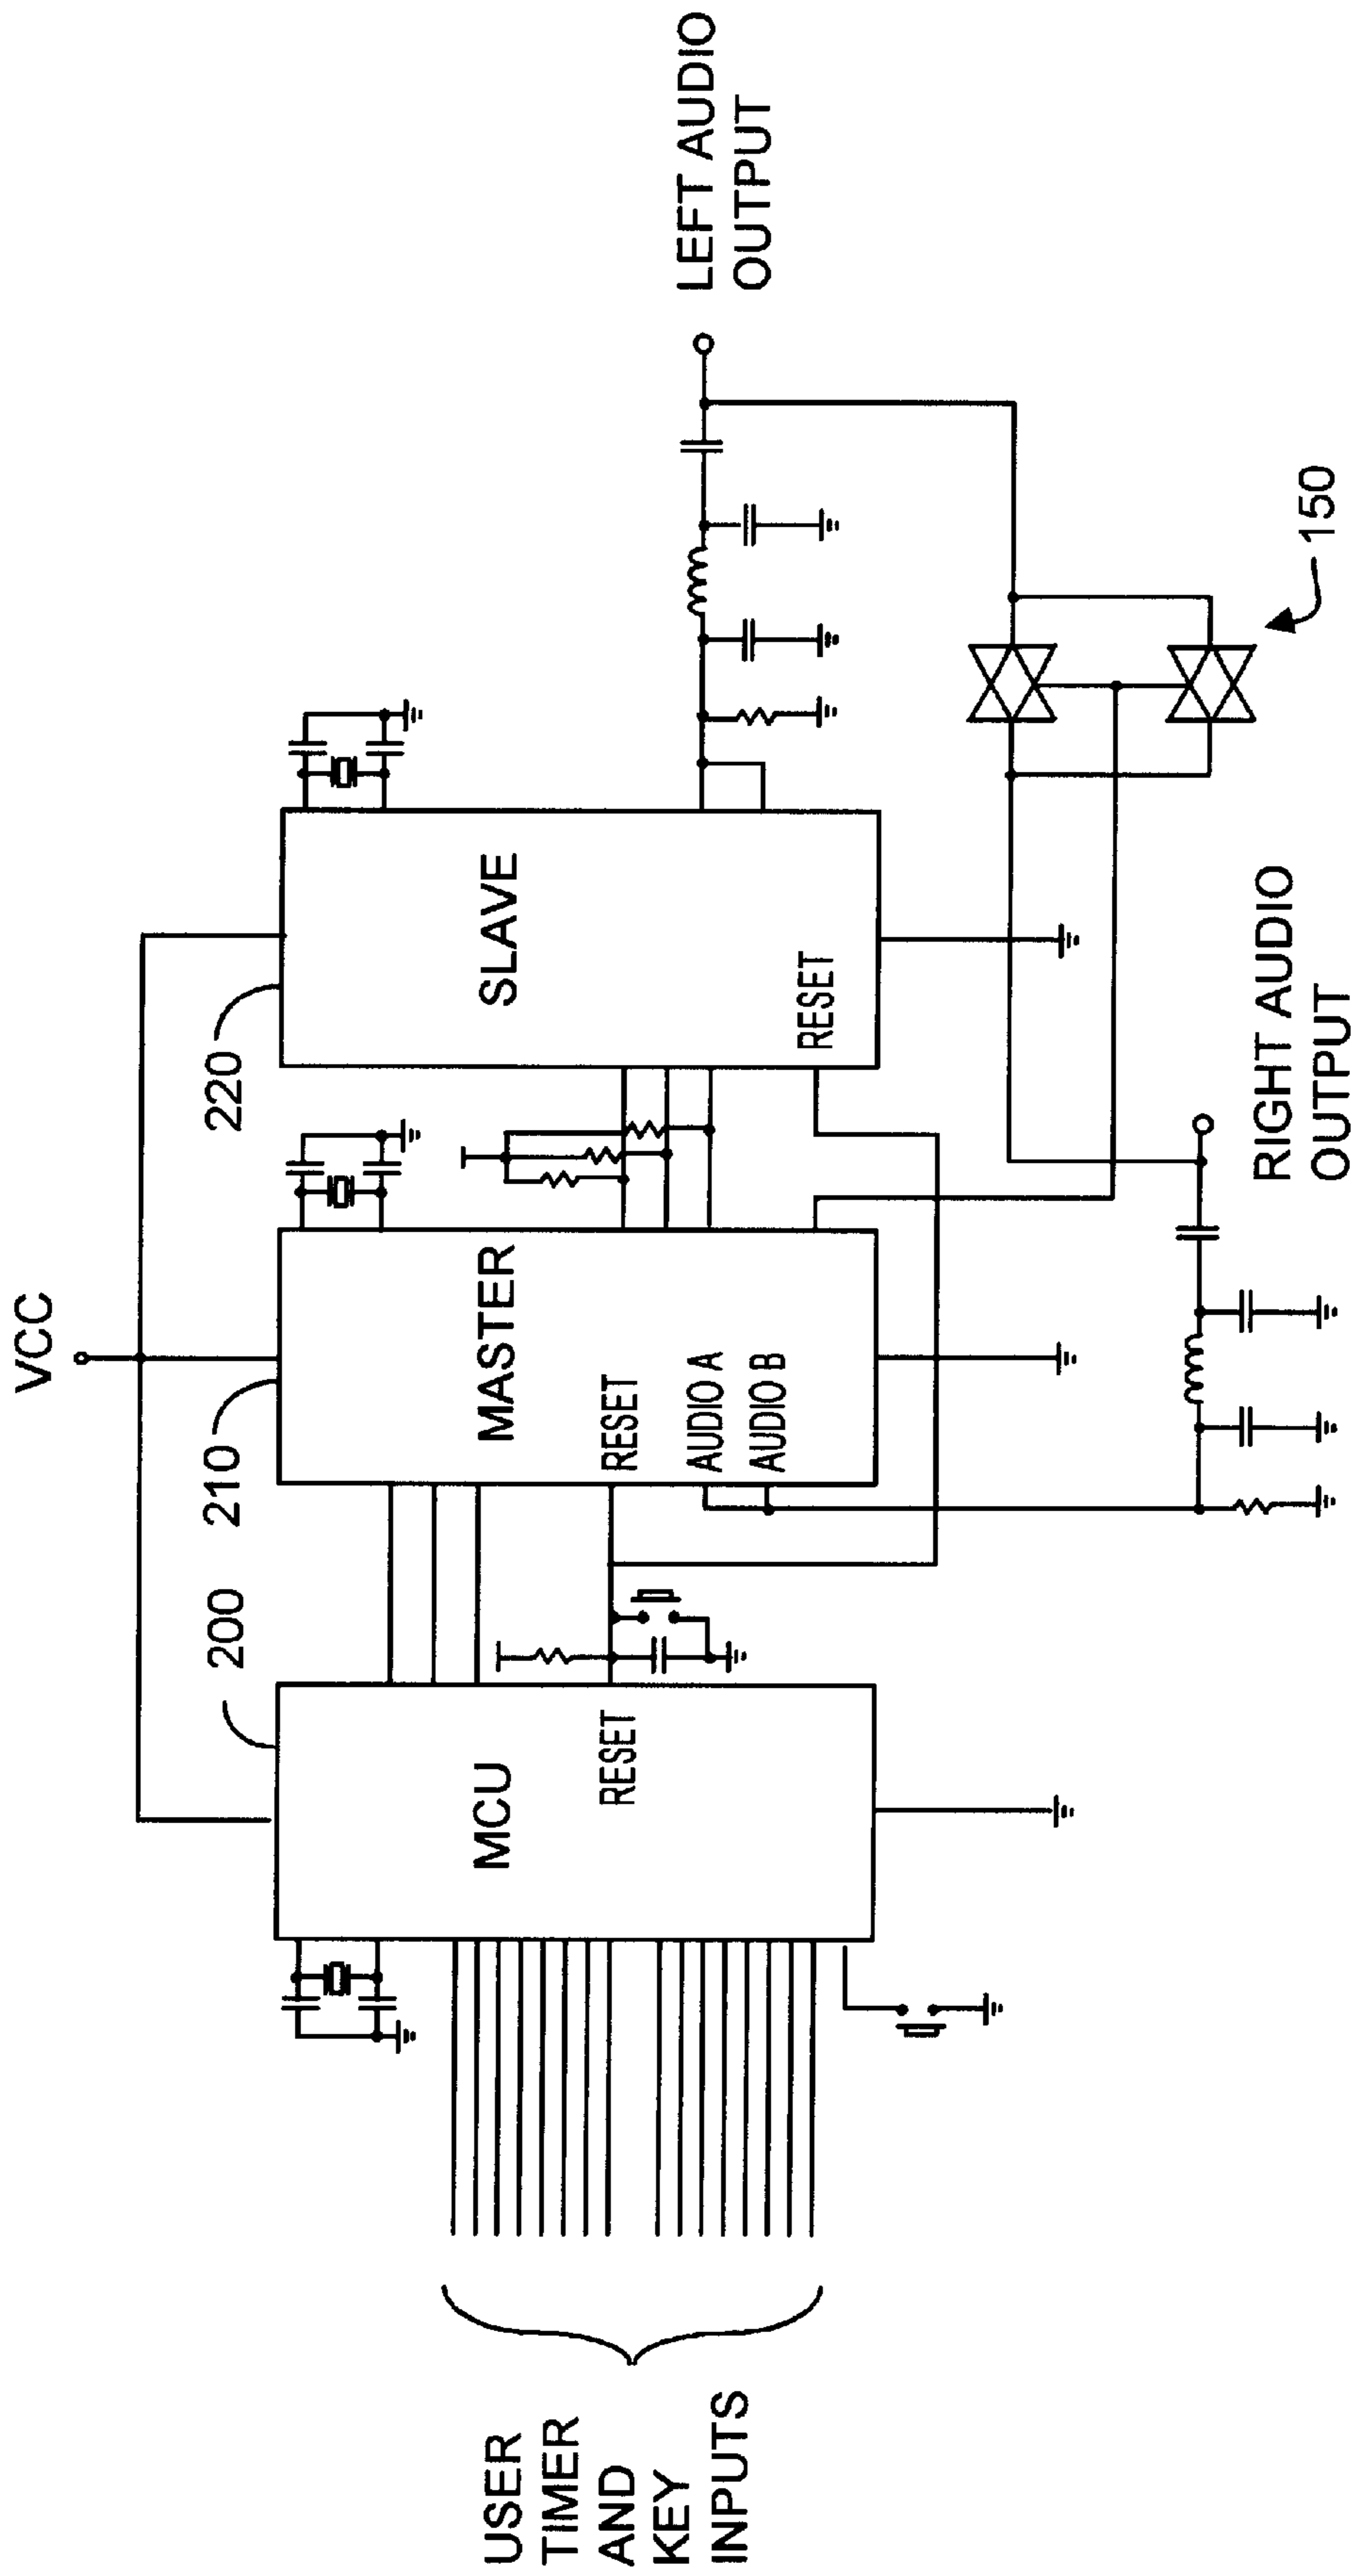 VCC
200
210
220
USER
TIMER
AND
KEY
INPUTS
MCU
RESET
MASTER
RESET
AUDIO A
AUDIO B
SLAVE
RESET
LEFT AUDIO
OUTPUT
RIGHT AUDIO
OUTPUT
150